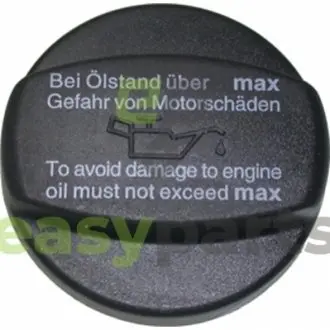 Bei Ölstand über max
Gefahr von Motorschäden
To avoid damage to engine
oil must not exceed max
easyparts